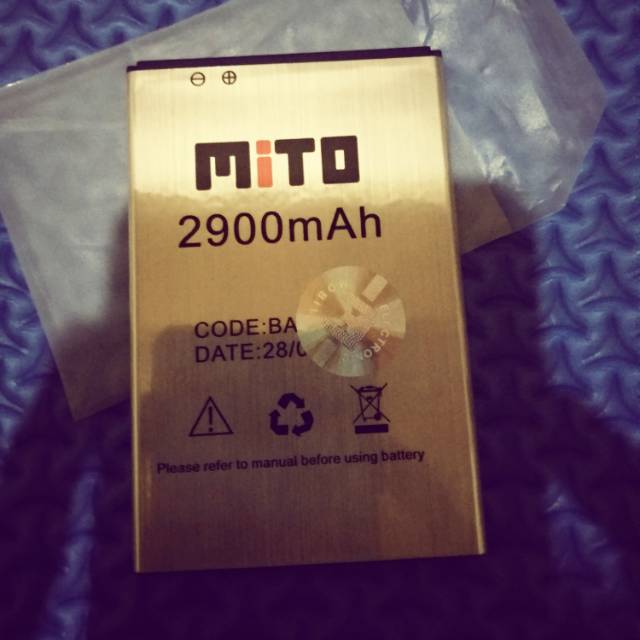 MiTO
2900mAh
CODE:BA
DATE:28/0
Please refer to manual before using battery